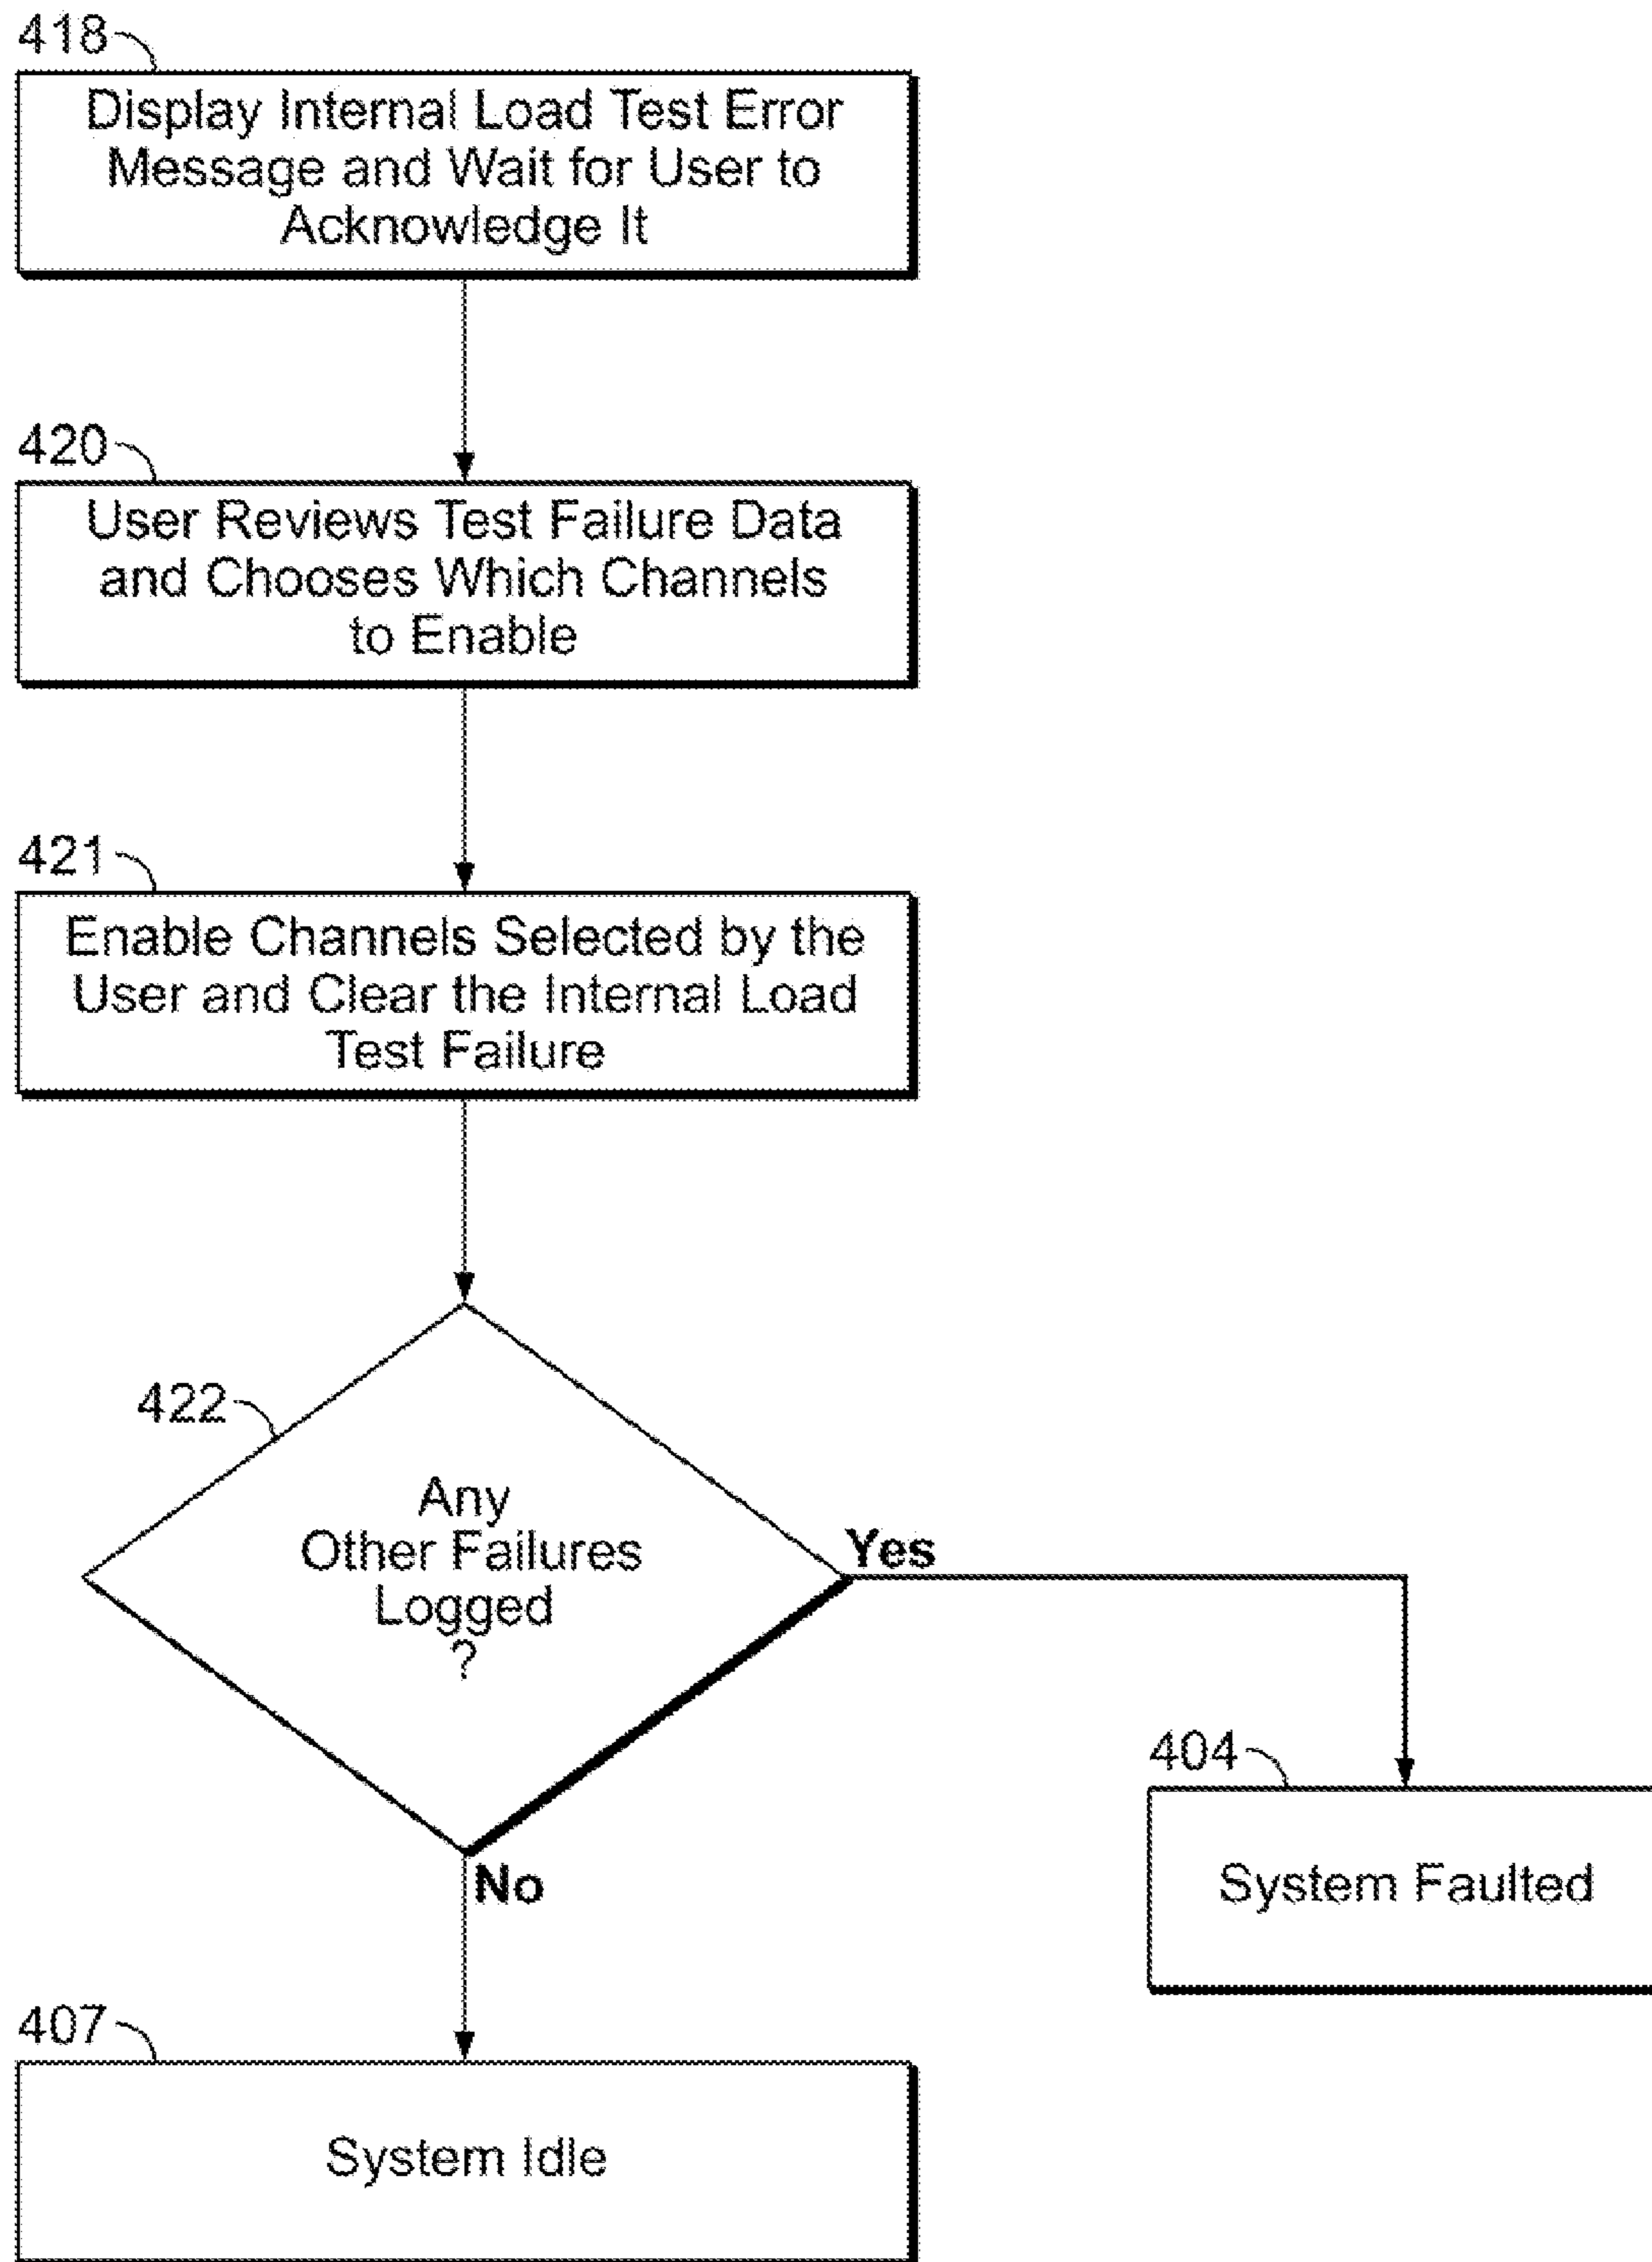 418
Display Internal Load Test Error
Message and Wait for User to
Acknowledge It
420
User Reviews Test Failure Data
and Chooses Which Channels
to Enable
421
Enable Channels Selected by the
User and Clear the Internal Load
Test Failure
422
Any
Other Failures
Logged
?
Yes
No
404
System Faulted
407
System Idle